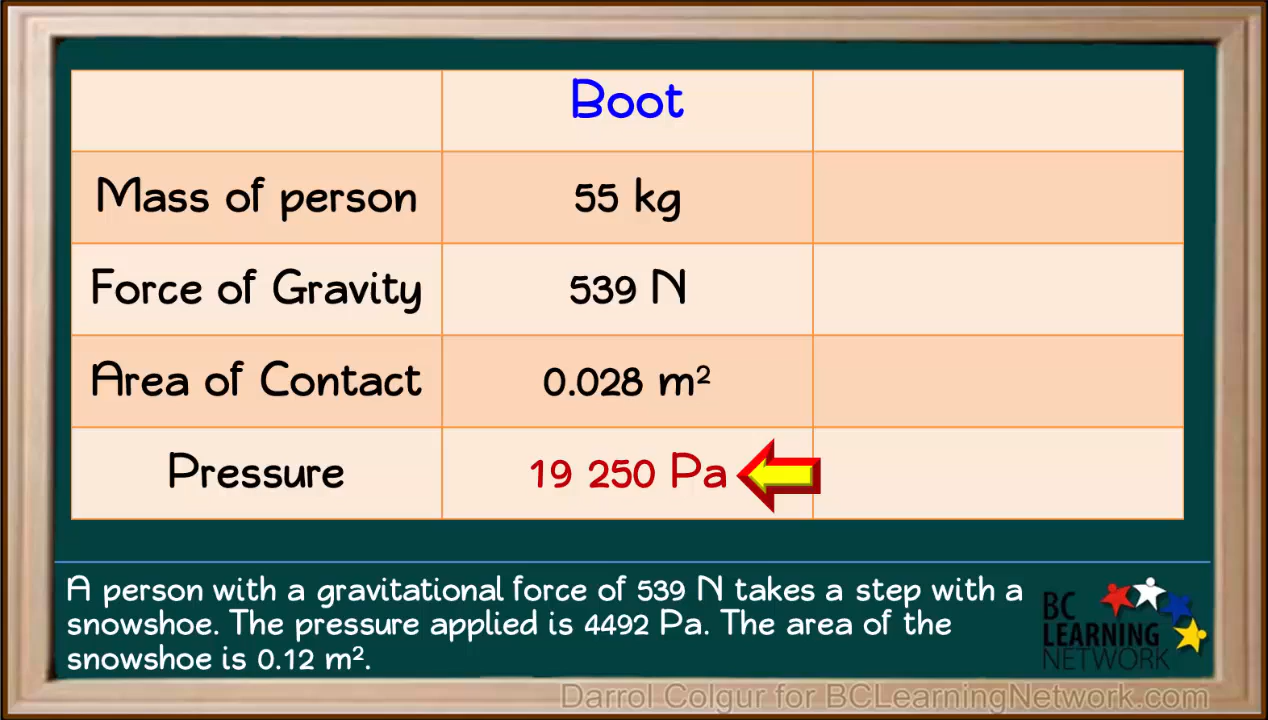 Boot
Mass of person 55 kg
Force of Gravity 539 N
Area of Contact 0.028 m²
Pressure 19 250 Pa
A person with a gravitational force of 539 N takes a step with a
snowshoe. The pressure applied is 4492 Pa. The area of the
snowshoe is 0.12 m².
BC
LEARNING
NETWORK
Darrol Colgur for BCLearningNetwork.com